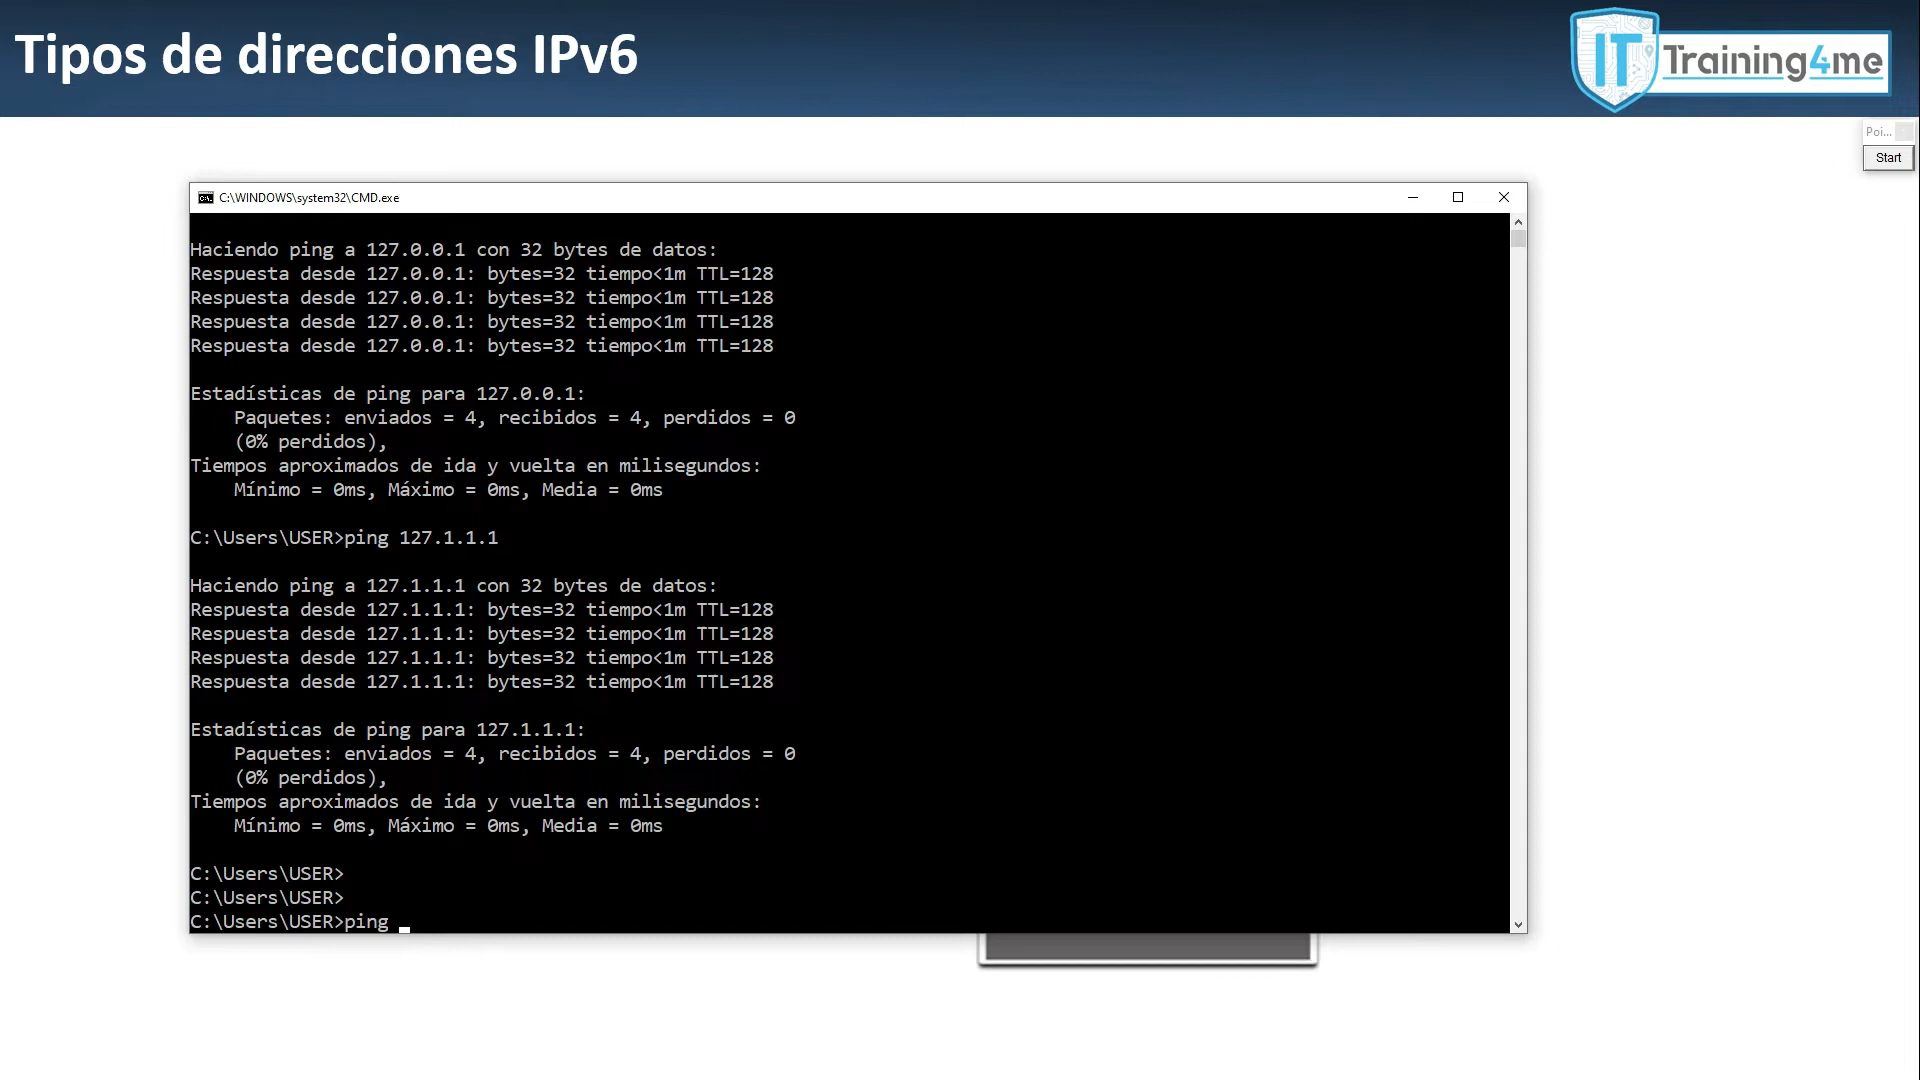 Tipos de direcciones IPv6
IT Training4me
Poi...
Start
C:\WINDOWS\system32\CMD.exe
Haciendo ping a 127.0.0.1 con 32 bytes de datos:
Respuesta desde 127.0.0.1: bytes=32 tiempo<1m TTL=128
Respuesta desde 127.0.0.1: bytes=32 tiempo<1m TTL=128
Respuesta desde 127.0.0.1: bytes=32 tiempo<1m TTL=128
Respuesta desde 127.0.0.1: bytes=32 tiempo<1m TTL=128
Estadísticas de ping para 127.0.0.1:
Paquetes: enviados = 4, recibidos = 4, perdidos = 0
(0% perdidos),
Tiempos aproximados de ida y vuelta en milisegundos:
Mínimo = 0ms, Máximo = 0ms, Media = 0ms
C:\Users\USER>ping 127.1.1.1
Haciendo ping a 127.1.1.1 con 32 bytes de datos:
Respuesta desde 127.1.1.1: bytes=32 tiempo<1m TTL=128
Respuesta desde 127.1.1.1: bytes=32 tiempo<1m TTL=128
Respuesta desde 127.1.1.1: bytes=32 tiempo<1m TTL=128
Respuesta desde 127.1.1.1: bytes=32 tiempo<1m TTL=128
Estadísticas de ping para 127.1.1.1:
Paquetes: enviados = 4, recibidos = 4, perdidos = 0
(0% perdidos),
Tiempos aproximados de ida y vuelta en milisegundos:
Mínimo = 0ms, Máximo = 0ms, Media = 0ms
C:\Users\USER>
C:\Users\USER>
C:\Users\USER>ping